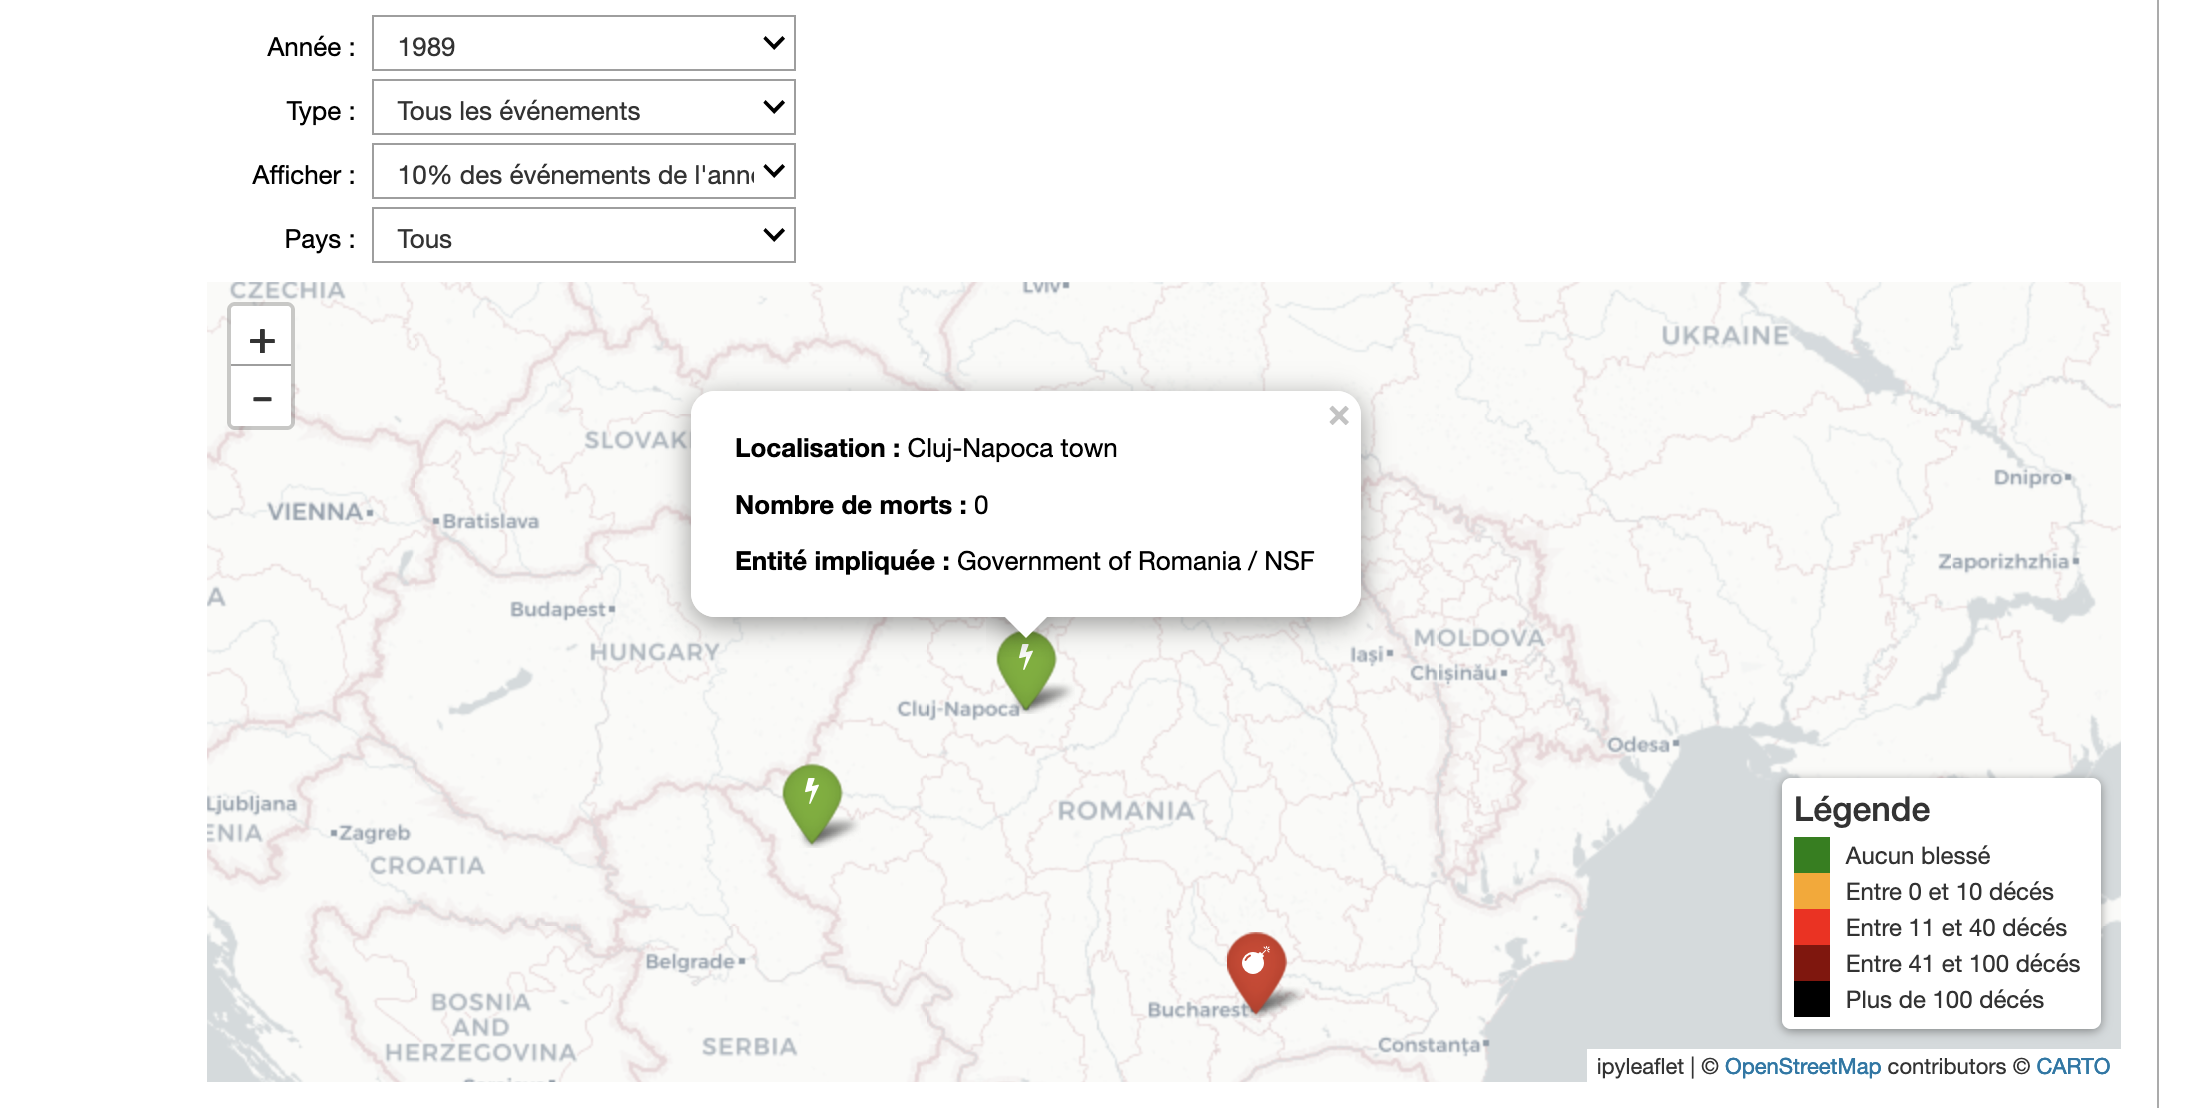 Année :
1989
Type :
Tous les événements
Afficher :
10% des événements de l'ann
Pays :
Tous
CZECHIA
Lviv
UKRAINE
+
−
×
Localisation : Cluj-Napoca town
Nombre de morts : 0
Entité impliquée : Government of Romania / NSF
SLOVAK
VIENNA
Bratislava
Dnipro
Zaporizhzhia
A
Budapest
HUNGARY
MOLDOVA
Iași
Chișinău
Cluj-Napoca
Odesa
Ljubljana
ENIA
Zagreb
CROATIA
ROMANIA
Belgrade
BOSNIA
AND
HERZEGOVINA
SERBIA
Bucharest
Constanța
Légende
Aucun blessé
Entre 0 et 10 décés
Entre 11 et 40 décés
Entre 41 et 100 décés
Plus de 100 décés
ipyleaflet | © OpenStreetMap contributors © CARTO